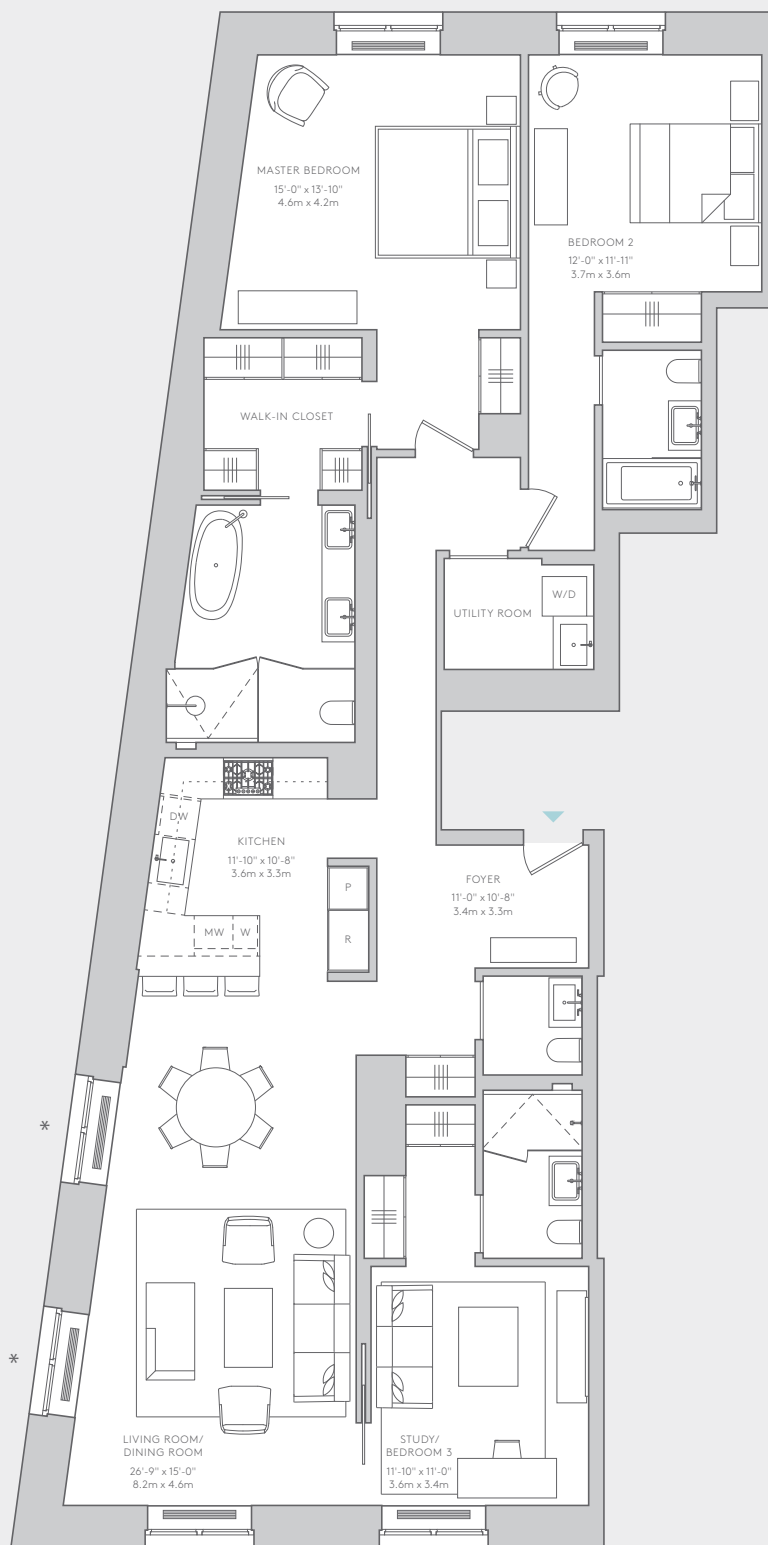 MASTER BEDROOM
15'-0" x 13'-10"
4.6m x 4.2m
BEDROOM 2
12'-0" x 11'-11"
3.7m x 3.6m
WALK-IN CLOSET
W/D
UTILITY ROOM
DW
KITCHEN
11'-10" x 10'-8"
3.6m x 3.3m
P
R
MW
W
FOYER
11'-0" x 10'-8"
3.4m x 3.3m
*
*
LIVING ROOM/
DINING ROOM
26'-9" x 15'-0"
8.2m x 4.6m
STUDY/
BEDROOM 3
11'-10" x 11'-0"
3.6m x 3.4m